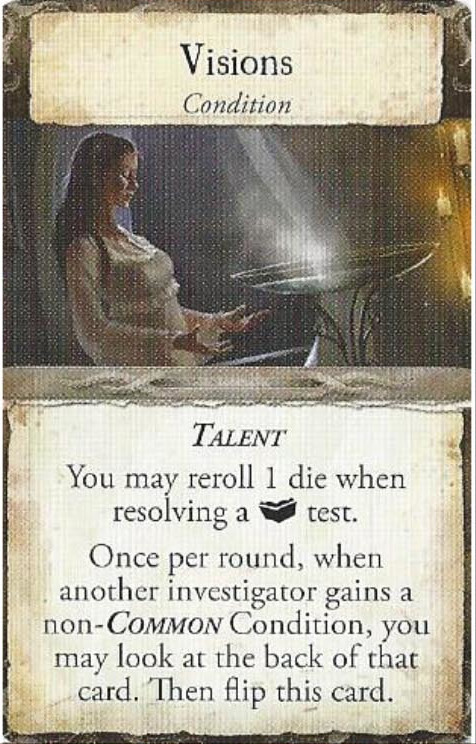 Visions
Condition
TALENT
You may reroll 1 die when
resolving a test.
Once per round, when
another investigator gains a
non-COMMON Condition, you
may look at the back of that
card. Then flip this card.